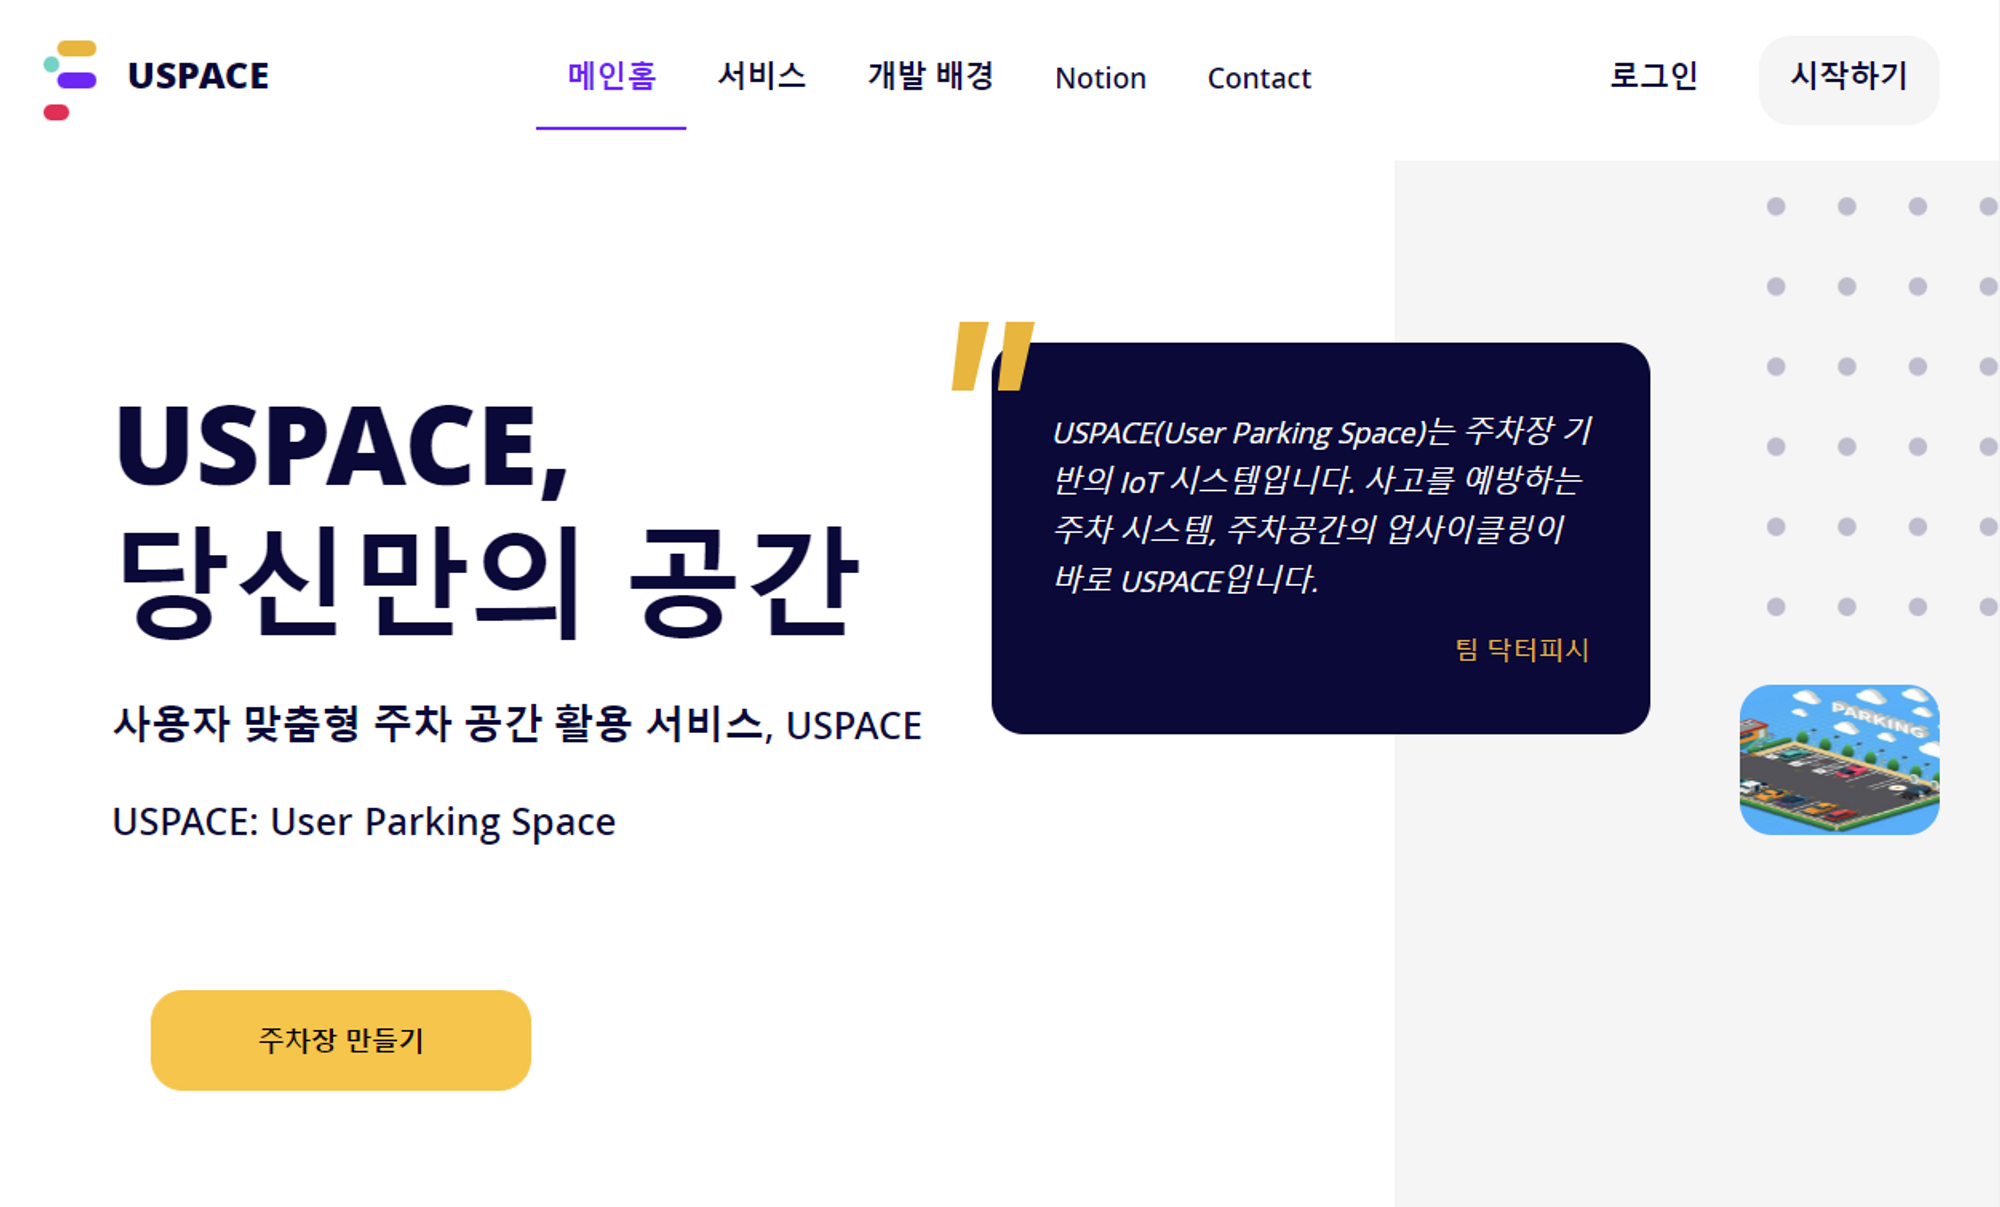 USPACE
메인홈
서비스
개발 배경
Notion
Contact
로그인
시작하기
USPACE,
당신만의 공간
사용자 맞춤형 주차 공간 활용 서비스, USPACE
USPACE: User Parking Space
주차장 만들기
"
USPACE(User Parking Space)는 주차장 기
반의 IoT 시스템입니다. 사고를 예방하는
주차 시스템, 주차공간의 업사이클링이
바로 USPACE입니다.
팀 닥터피시
PARKING